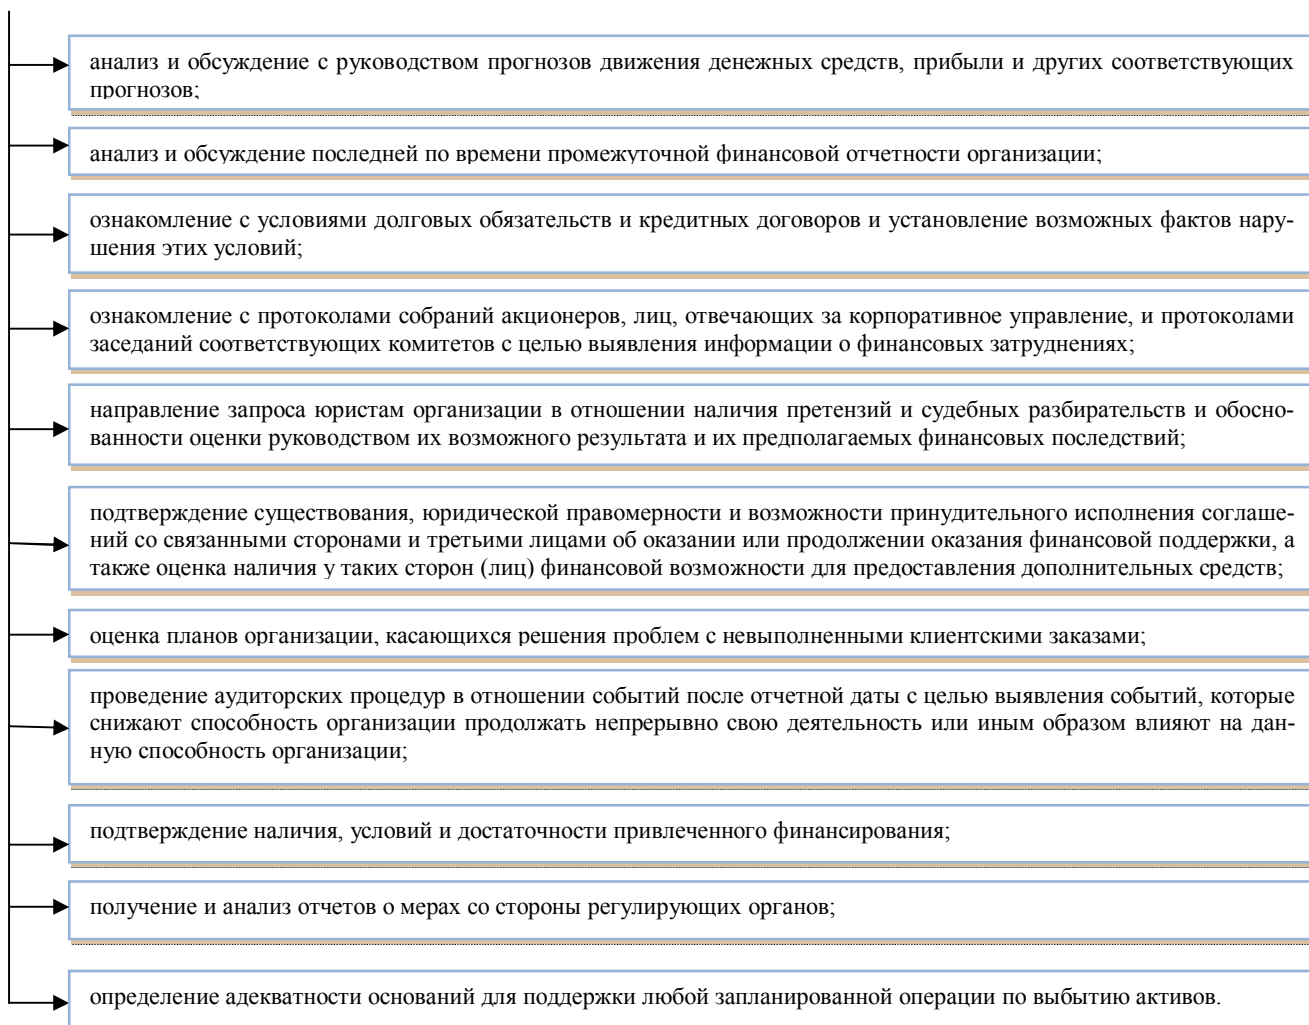 анализ и обсуждение с руководством прогнозов движения денежных средств, прибыли и других соответствующих
прогнозов;
анализ и обсуждение последней по времени промежуточной финансовой отчетности организации;
ознакомление с условиями долговых обязательств и кредитных договоров и установление возможных фактов нару-
шения этих условий;
ознакомление с протоколами собраний акционеров, лиц, отвечающих за корпоративное управление, и протоколами
заседаний соответствующих комитетов с целью выявления информации о финансовых затруднениях;
направление запроса юристам организации в отношении наличия претензий и судебных разбирательств и обосно-
ванности оценки руководством их возможного результата и их предполагаемых финансовых последствий;
подтверждение существования, юридической правомерности и возможности принудительного исполнения соглаше-
ний со связанными сторонами и третьими лицами об оказании или продолжении оказания финансовой поддержки, а
также оценка наличия у таких сторон (лиц) финансовой возможности для предоставления дополнительных средств;
оценка планов организации, касающихся решения проблем с невыполненными клиентскими заказами;
проведение аудиторских процедур в отношении событий после отчетной даты с целью выявления событий, которые
снижают способность организации продолжать непрерывно свою деятельность или иным образом влияют на дан-
ную способность организации;
подтверждение наличия, условий и достаточности привлеченного финансирования;
получение и анализ отчетов о мерах со стороны регулирующих органов;
определение адекватности оснований для поддержки любой запланированной операции по выбытию активов.